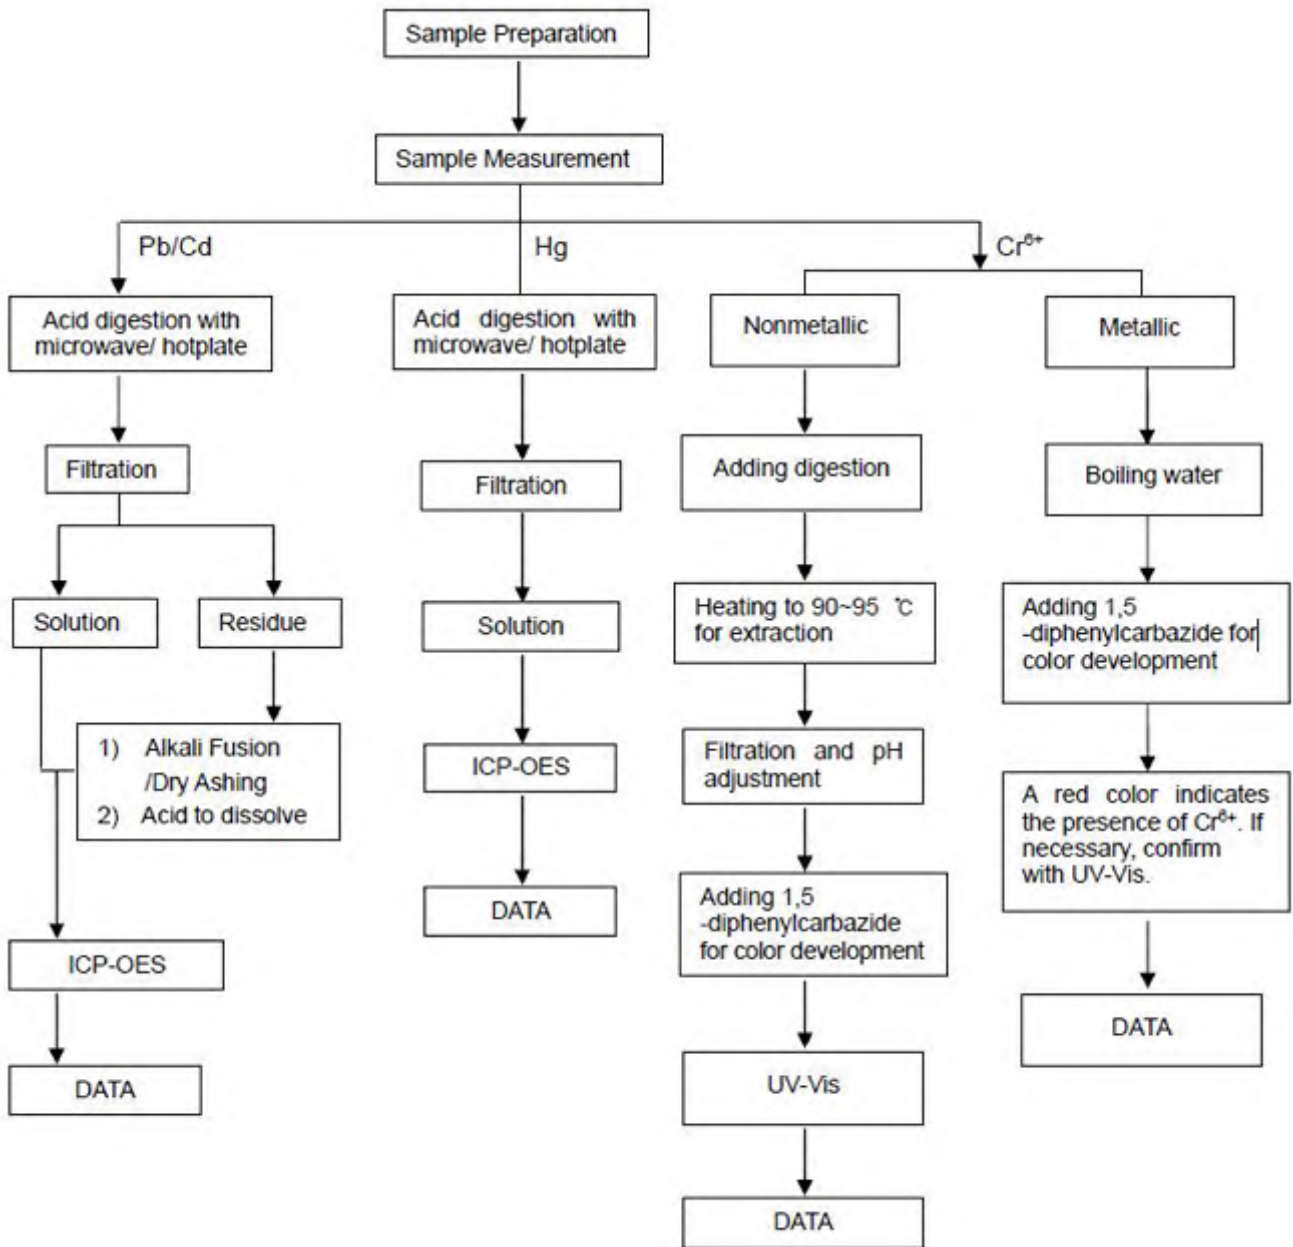 Sample Preparation
Sample Measurement
Pb/Cd
Hg
Cr⁶⁺
Acid digestion with
microwave/ hotplate
Filtration
Solution
Residue
1) Alkali Fusion
/Dry Ashing
2) Acid to dissolve
ICP-OES
DATA
Acid digestion with
microwave/ hotplate
Filtration
Solution
ICP-OES
DATA
Nonmetallic
Adding digestion
Heating to 90~95 ℃
for extraction
Filtration and pH
adjustment
Adding 1,5
-diphenylcarbazide
for color development
UV-Vis
DATA
Metallic
Boiling water
Adding 1,5
-diphenylcarbazide for
color development
A red color indicates
the presence of Cr⁶⁺. If
necessary, confirm
with UV-Vis.
DATA